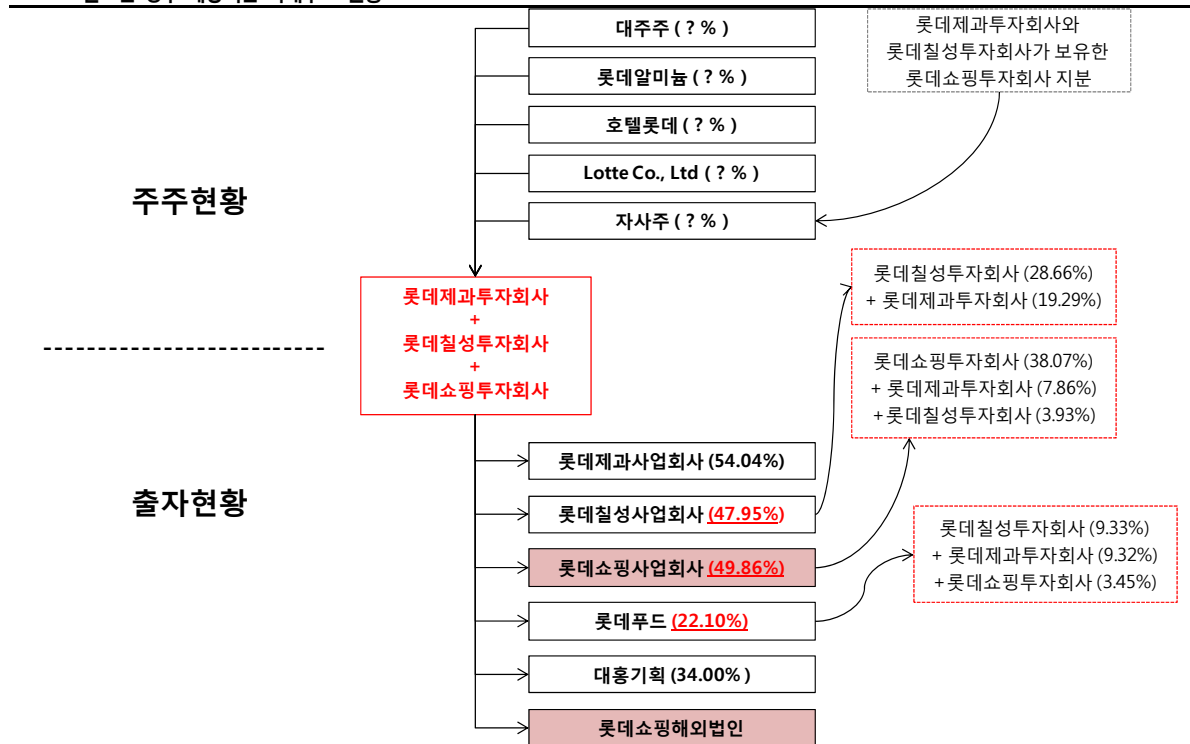 대주주 ( ? % )
롯데알미늄 ( ? % )
호텔롯데 ( ? % )
Lotte Co., Ltd ( ? % )
자사주 ( ? % )
롯데제과투자회사와
롯데칠성투자회사가 보유한
롯데쇼핑투자회사 지분
주주현황
롯데제과투자회사
+
롯데칠성투자회사
+
롯데쇼핑투자회사
롯데칠성투자회사 (28.66%)
+ 롯데제과투자회사 (19.29%)
롯데쇼핑투자회사 (38.07%)
+ 롯데제과투자회사 (7.86%)
+ 롯데칠성투자회사 (3.93%)
출자현황
롯데제과사업회사 (54.04%)
롯데칠성사업회사 (47.95%)
롯데쇼핑사업회사 (49.86%)
롯데푸드 (22.10%)
대홍기획 (34.00% )
롯데쇼핑해외법인
롯데칠성투자회사 (9.33%)
+ 롯데제과투자회사 (9.32%)
+ 롯데쇼핑투자회사 (3.45%)